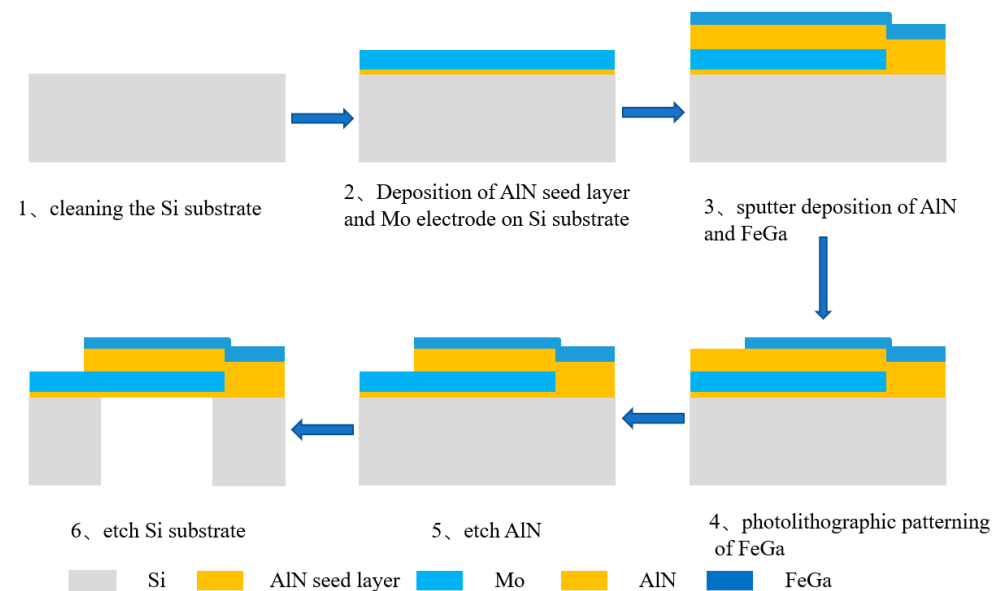 1、cleaning the Si substrate
2、Deposition of AlN seed layer
and Mo electrode on Si substrate
3、sputter deposition of AlN
and FeGa
4、photolithographic patterning
of FeGa
5、etch AlN
6、etch Si substrate
Si
AlN seed layer
Mo
AlN
FeGa